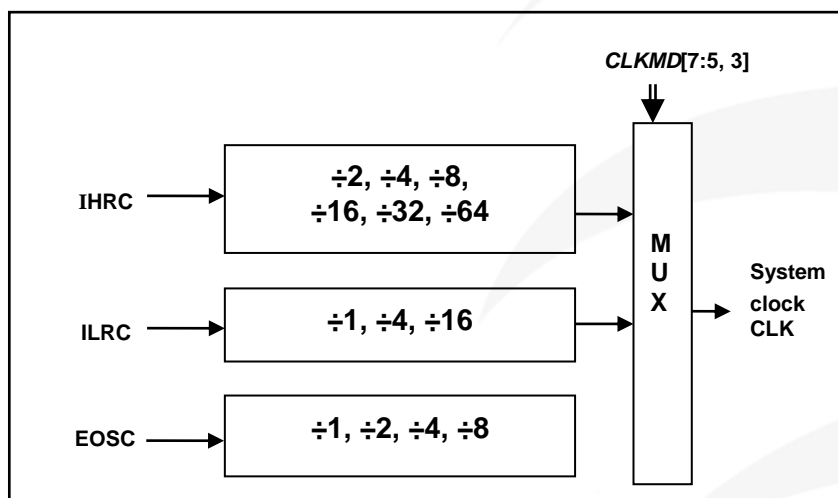 CLKMD[7:5, 3]
IHRC
÷2, ÷4, ÷8,
÷16, ÷32, ÷64
ILRC
÷1, ÷4, ÷16
EOSC
÷1, ÷2, ÷4, ÷8
M
U
X
System
clock
CLK